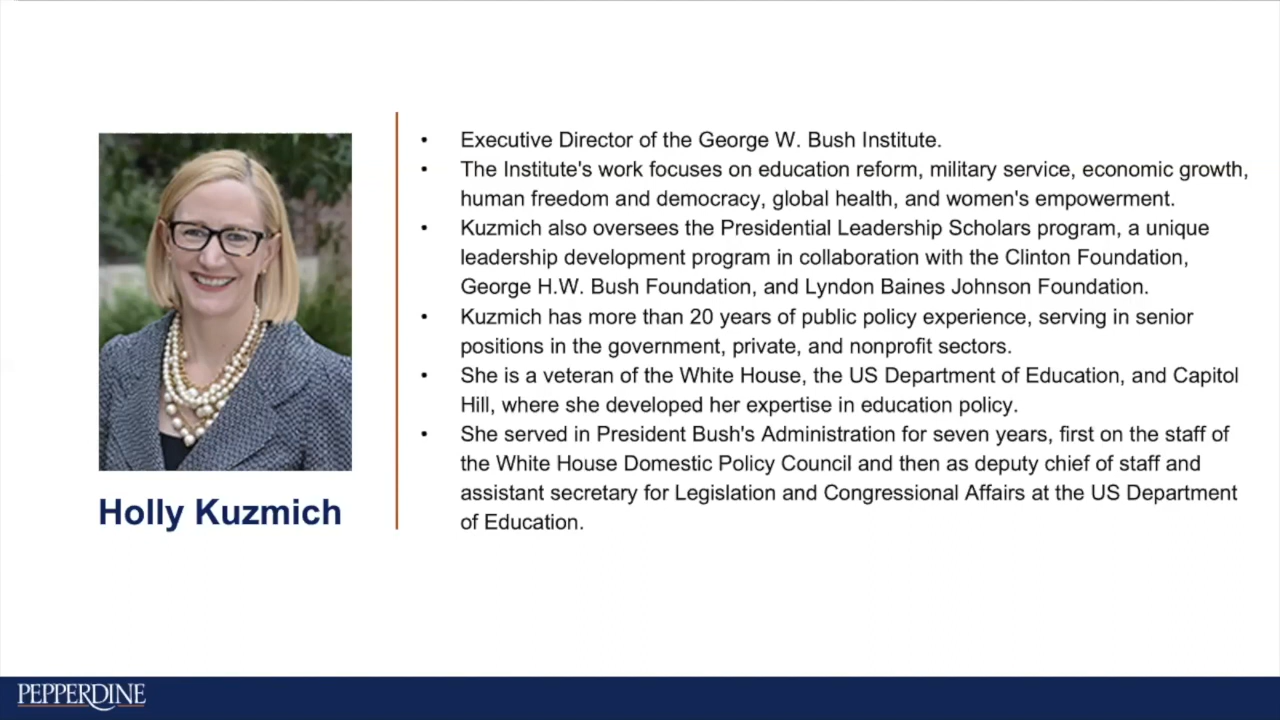 Holly Kuzmich
• Executive Director of the George W. Bush Institute.
• The Institute's work focuses on education reform, military service, economic growth,
human freedom and democracy, global health, and women's empowerment.
• Kuzmich also oversees the Presidential Leadership Scholars program, a unique
leadership development program in collaboration with the Clinton Foundation,
George H.W. Bush Foundation, and Lyndon Baines Johnson Foundation.
• Kuzmich has more than 20 years of public policy experience, serving in senior
positions in the government, private, and nonprofit sectors.
• She is a veteran of the White House, the US Department of Education, and Capitol
Hill, where she developed her expertise in education policy.
• She served in President Bush's Administration for seven years, first on the staff of
the White House Domestic Policy Council and then as deputy chief of staff and
assistant secretary for Legislation and Congressional Affairs at the US Department
of Education.
PEPPERDINE